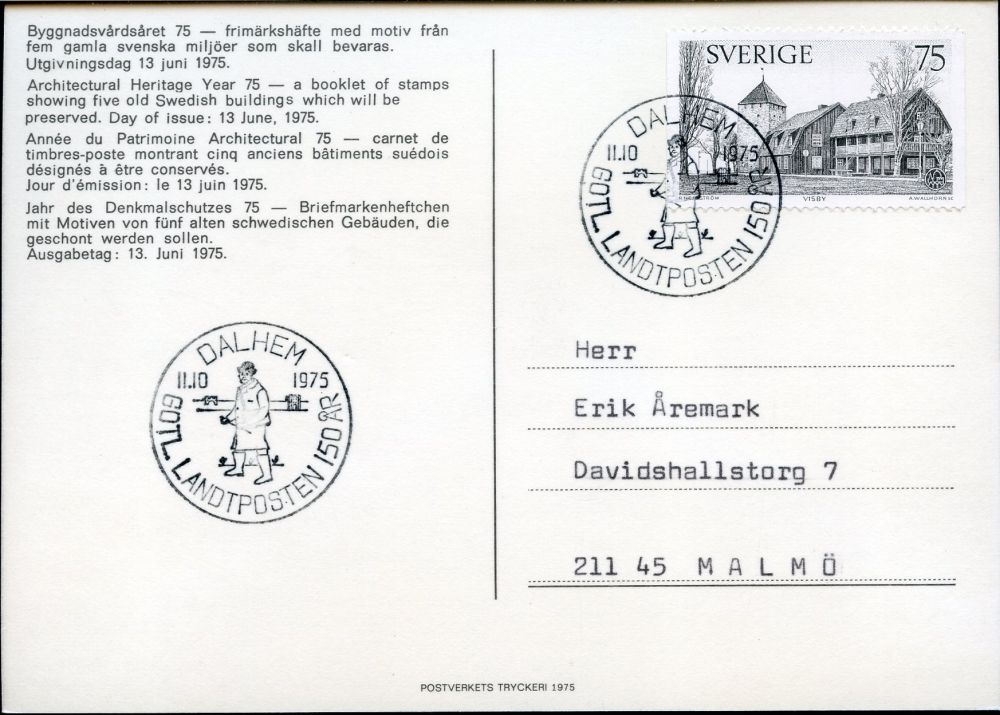 Byggnadsvårdsåret 75 — frimärkshäfte med motiv från
fem gamla svenska miljöer som skall bevaras.
Utgivningsdag 13 juni 1975.
Architectural Heritage Year 75 — a booklet of stamps
showing five old Swedish buildings which will be
preserved. Day of issue: 13 June, 1975.
Année du Patrimoine Architectural 75 — carnet de
timbres-poste montrant cinq anciens bâtiments suédois
désignés à être conservés.
Jour d'émission: le 13 juin 1975.
Jahr des Denkmalschutzes 75 — Briefmarkenheftchen
mit Motiven von fünf alten schwedischen Gebäuden, die
geschont werden sollen.
Ausgabetag: 13. Juni 1975.
SVERIGE 75
VISBY A.WALLHORN SC
DALHEM
11.10 1975
GOTL. LANDTPOSTEN 150 ÅR
DALHEM
11.10 1975
GOTL. LANDTPOSTEN 150 ÅR
Herr
Erik Åremark
Davidshallstorg 7
211 45 M A L M Ö
POSTVERKETS TRYCKERI 1975